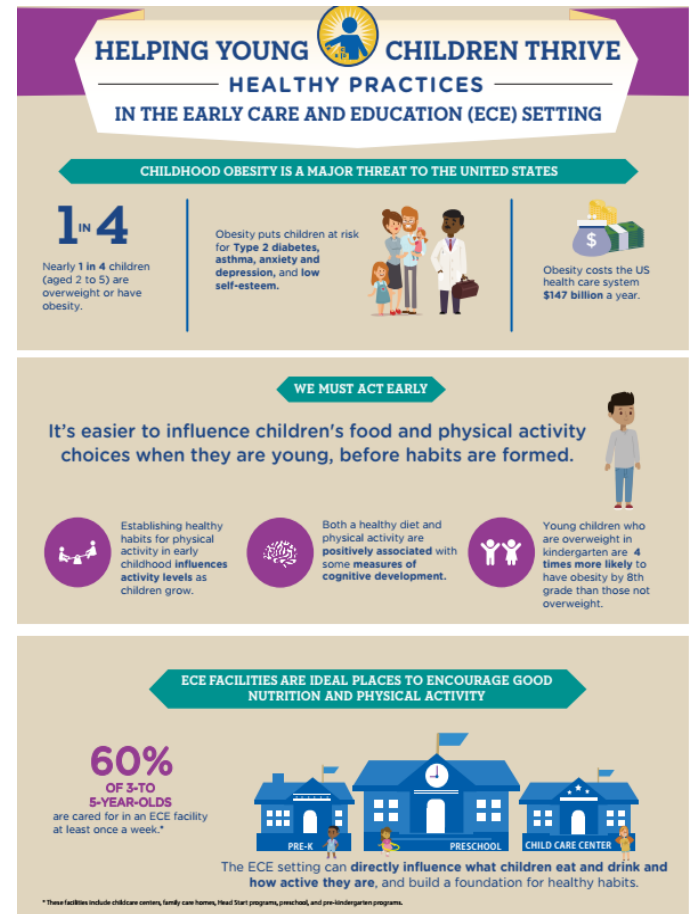 HELPING YOUNG CHILDREN THRIVE
HEALTHY PRACTICES
IN THE EARLY CARE AND EDUCATION (ECE) SETTING
CHILDHOOD OBESITY IS A MAJOR THREAT TO THE UNITED STATES
1 IN 4
Nearly 1 in 4 children
(aged 2 to 5) are
overweight or have
obesity.
Obesity puts children at risk
for Type 2 diabetes,
asthma, anxiety and
depression, and low
self-esteem.
$
Obesity costs the US
health care system
$147 billion a year.
WE MUST ACT EARLY
It's easier to influence children's food and physical activity
choices when they are young, before habits are formed.
Establishing healthy
habits for physical
activity in early
childhood influences
activity levels as
children grow.
Both a healthy diet and
physical activity are
positively associated with
some measures of
cognitive development.
Young children who
are overweight in
kindergarten are 4
times more likely to
have obesity by 8th
grade than those not
overweight.
ECE FACILITIES ARE IDEAL PLACES TO ENCOURAGE GOOD
NUTRITION AND PHYSICAL ACTIVITY
60%
OF 3-TO
5-YEAR-OLDS
are cared for in an ECE facility
at least once a week.*
PRE-K
PRESCHOOL
CHILD CARE CENTER
The ECE setting can directly influence what children eat and drink and
how active they are, and build a foundation for healthy habits.
* These facilities include childcare centers, family care homes, Head Start programs, preschool, and pre-kindergarten programs.